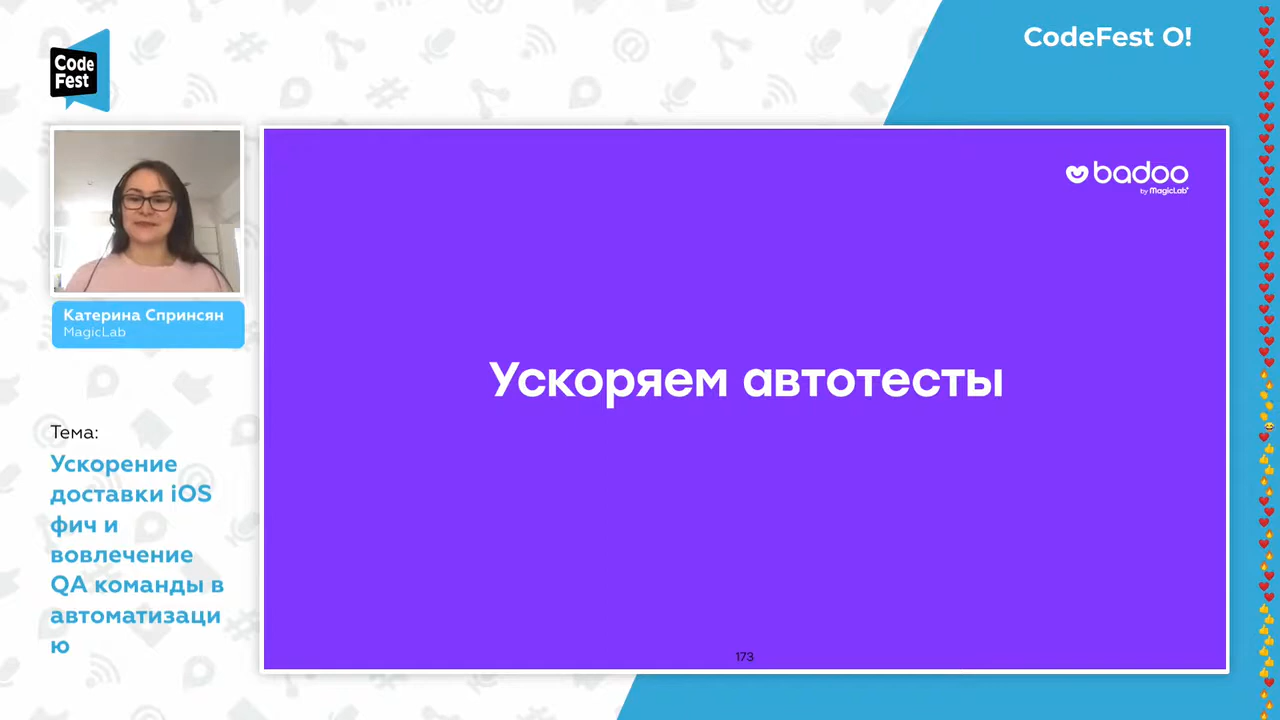 Code
Fest
CodeFest O!
badoo
by MagicLab
Катерина Спринсян
MagicLab
Ускоряем автотесты
Тема:
Ускорение
доставки iOS
фич и
вовлечение
QA команды в
автоматизаци
ю
173